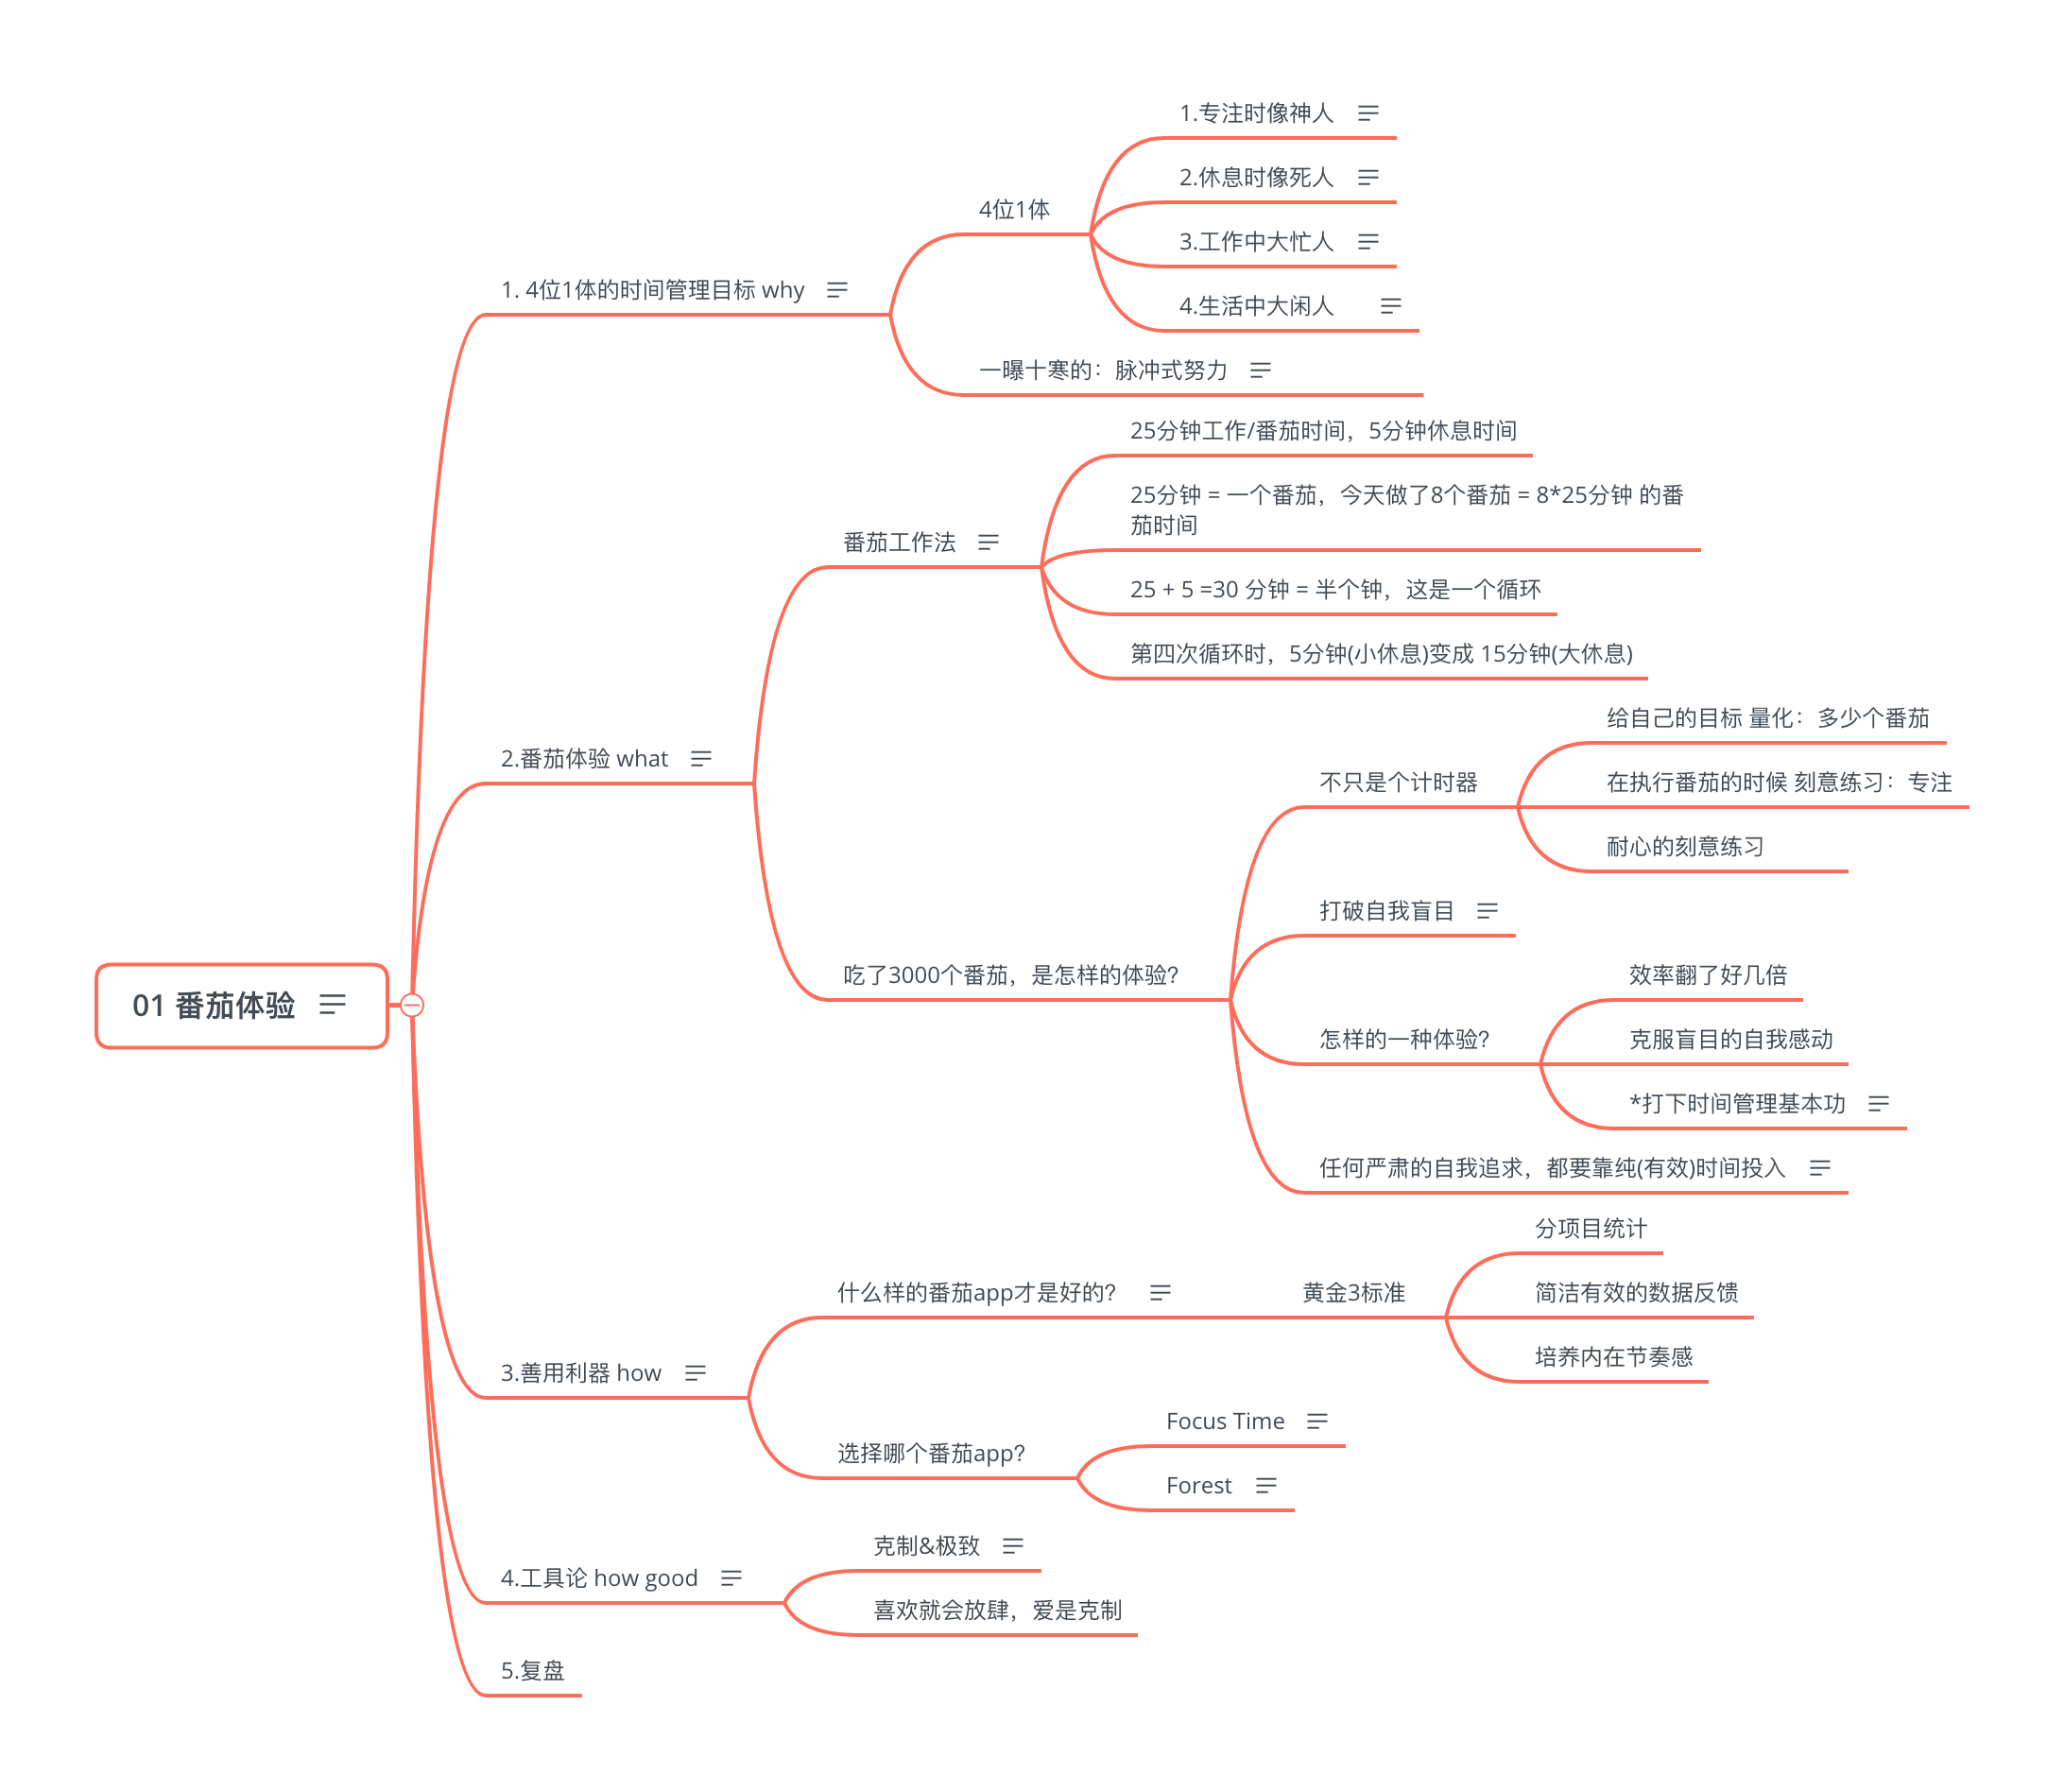 01 番茄体验
1. 4位1体的时间管理目标 why
4位1体
1.专注时像神人
2.休息时像死人
3.工作中大忙人
4.生活中大闲人
一曝十寒的：脉冲式努力
2.番茄体验 what
番茄工作法
25分钟工作/番茄时间，5分钟休息时间
25分钟 = 一个番茄，今天做了8个番茄 = 8*25分钟 的番
茄时间
25 + 5 =30 分钟 = 半个钟，这是一个循环
第四次循环时，5分钟(小休息)变成 15分钟(大休息)
吃了3000个番茄，是怎样的体验？
不只是个计时器
给自己的目标 量化：多少个番茄
在执行番茄的时候 刻意练习：专注
耐心的刻意练习
打破自我盲目
怎样的一种体验？
效率翻了好几倍
克服盲目的自我感动
*打下时间管理基本功
任何严肃的自我追求，都要靠纯(有效)时间投入
3.善用利器 how
什么样的番茄app才是好的？
黄金3标准
分项目统计
简洁有效的数据反馈
培养内在节奏感
选择哪个番茄app？
Focus Time
Forest
4.工具论 how good
克制&极致
喜欢就会放肆，爱是克制
5.复盘